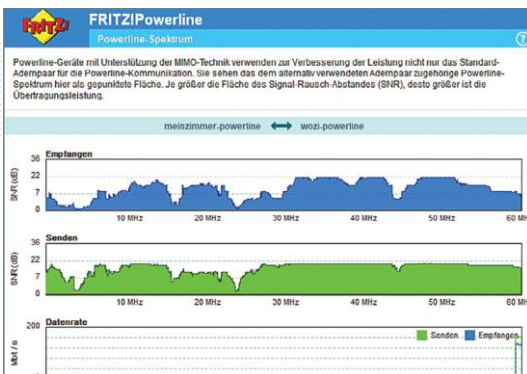 FRITZ!
FRITZ!Powerline
Powerline-Spektrum
?
Powerline-Geräte mit Unterstützung der MIMO-Technik verwenden zur Verbesserung der Leistung nicht nur das Standard-
Adernpaar für die Powerline-Kommunikation. Sie sehen das dem alternativ verwendeten Adernpaar zugehörige Powerline-
Spektrum hier als gepunktete Fläche. Je größer die Fläche des Signal-Rausch-Abstandes (SNR), desto größer ist die
Übertragungsleistung.
meinzimmer-powerline ↔ wozi-powerline
Empfangen
36
22
7
0
SNR (dB)
10 MHz 20 MHz 30 MHz 40 MHz 50 MHz 60 MH
Senden
36
22
7
0
SNR (dB)
10 MHz 20 MHz 30 MHz 40 MHz 50 MHz 60 MH
Datenrate
200
Senden Empfangen